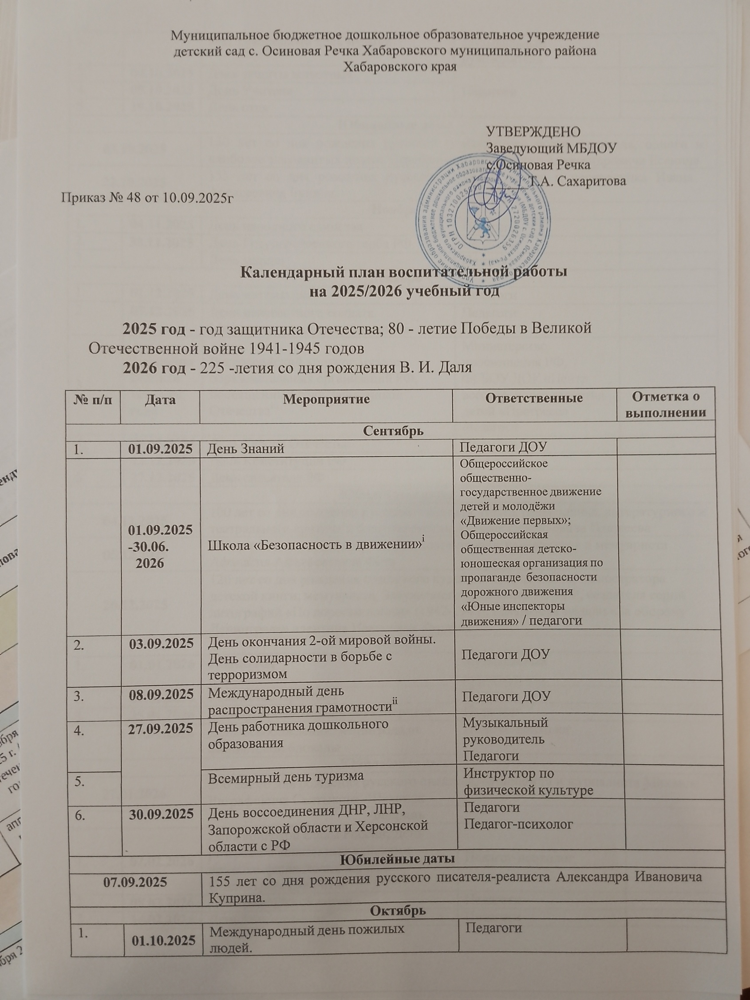 Муниципальное бюджетное дошкольное образовательное учреждение
детский сад с. Осиновая Речка Хабаровского муниципального района
Хабаровского края
УТВЕРЖДЕНО
Заведующий МБДОУ
с.Осиновая Речка
Т.А. Сахаритова
Приказ № 48 от 10.09.2025г
Календарный план воспитательной работы
на 2025/2026 учебный год
2025 год - год защитника Отечества; 80 - летие Победы в Великой
Отечественной войне 1941-1945 годов
2026 год - 225 -летия со дня рождения В. И. Даля
№ п/п Дата Мероприятие Ответственные Отметка о
выполнении
Сентябрь
1. 01.09.2025 День Знаний Педагоги ДОУ
01.09.2025
-30.06.
2026
Школа «Безопасность в движении»i
Общероссийское
общественно-
государственное движение
детей и молодёжи
«Движение первых»;
Общероссийская
общественная детско-
юношеская организация по
пропаганде безопасности
дорожного движения
«Юные инспекторы
движения» / педагоги
2. 03.09.2025 День окончания 2-ой мировой войны.
День солидарности в борьбе с
терроризмом
Педагоги ДОУ
3. 08.09.2025 Международный день
распространения грамотностиii
Педагоги ДОУ
4. 27.09.2025 День работника дошкольного
образования
Музыкальный
руководитель
Педагоги
5. Всемирный день туризма
Инструктор по
физической культуре
6. 30.09.2025 День воссоединения ДНР, ЛНР,
Запорожской области и Херсонской
области с РФ
Педагоги
Педагог-психолог
Юбилейные даты
07.09.2025 155 лет со дня рождения русского писателя-реалиста Александра Ивановича
Куприна.
Октябрь
1. 01.10.2025 Международный день пожилых
людей.
Педагоги